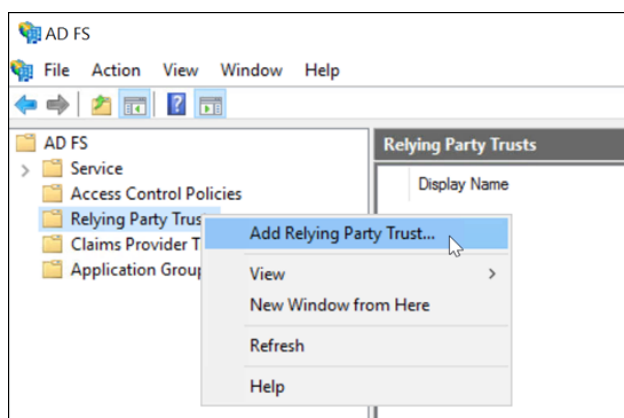 AD FS
File Action View Window Help
AD FS
Service
Access Control Policies
Relying Party Trus
Claims Provider T
Application Group
Relying Party Trusts
Display Name
Add Relying Party Trust...
View
New Window from Here
Refresh
Help